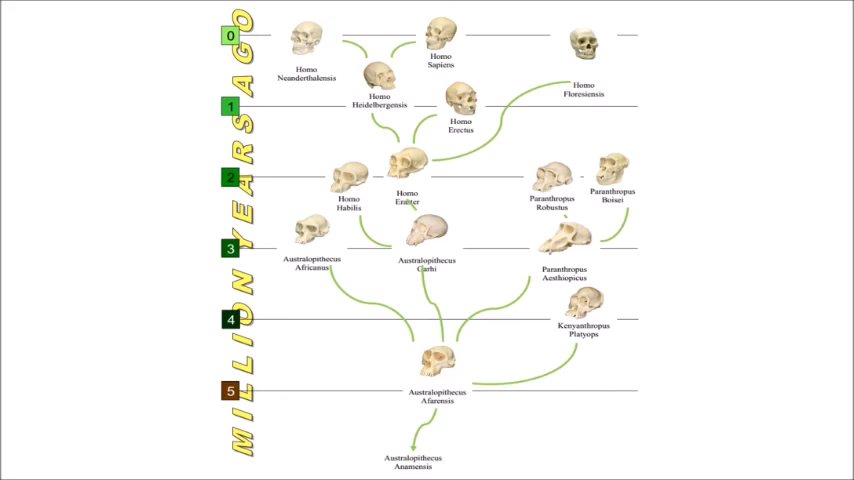 MILLION YEARS AGO
0
Homo
Neanderthalensis
Homo
Sapiens
Homo
Floresiensis
Homo
Heidelbergensis
1
Homo
Erectus
2
Homo
Habilis
Homo
Eraster
Paranthropus
Robustus
Paranthropus
Boisei
3
Australopithecus
Africanus
Australopithecus
Garhi
Paranthropus
Aesthiopicus
4
Kenyanthropus
Platyops
5
Australopithecus
Afarensis
Australopithecus
Anamensis